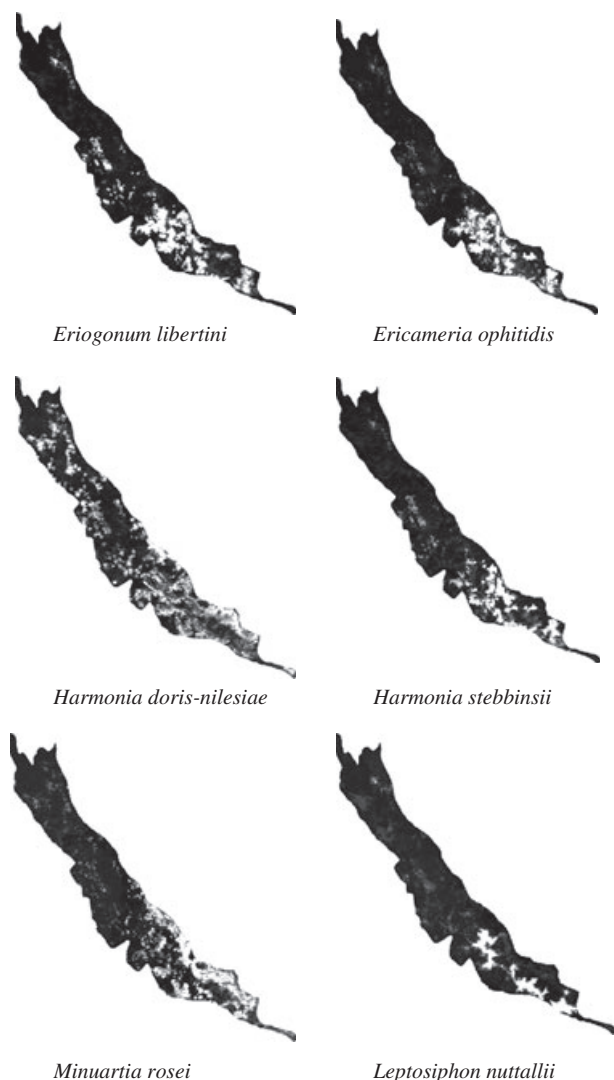 Eriogonum libertini
Ericameria ophitidis
Harmonia doris-nilesiae
Harmonia stebbinsii
Minuartia rosei
Leptosiphon nuttallii